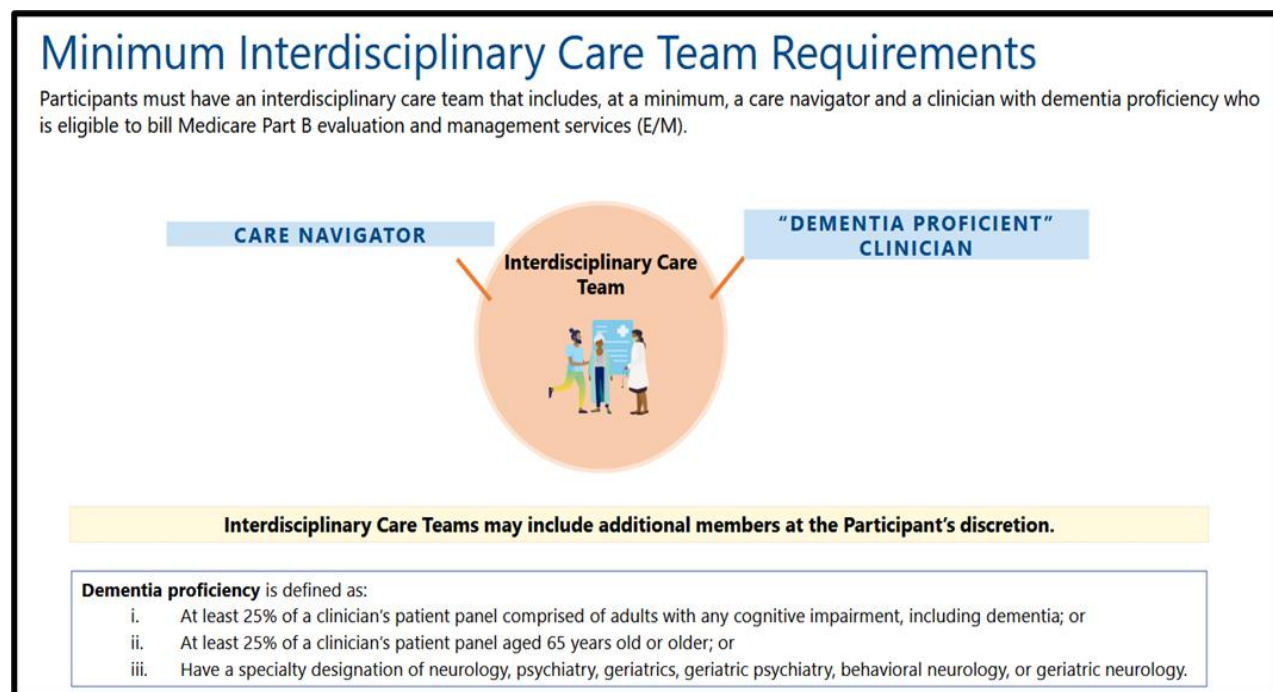 Minimum Interdisciplinary Care Team Requirements
Participants must have an interdisciplinary care team that includes, at a minimum, a care navigator and a clinician with dementia proficiency who
is eligible to bill Medicare Part B evaluation and management services (E/M).
CARE NAVIGATOR
"DEMENTIA PROFICIENT"
CLINICIAN
Interdisciplinary Care
Team
Interdisciplinary Care Teams may include additional members at the Participant's discretion.
Dementia proficiency is defined as:
i. At least 25% of a clinician's patient panel comprised of adults with any cognitive impairment, including dementia; or
ii. At least 25% of a clinician's patient panel aged 65 years old or older; or
iii. Have a specialty designation of neurology, psychiatry, geriatrics, geriatric psychiatry, behavioral neurology, or geriatric neurology.